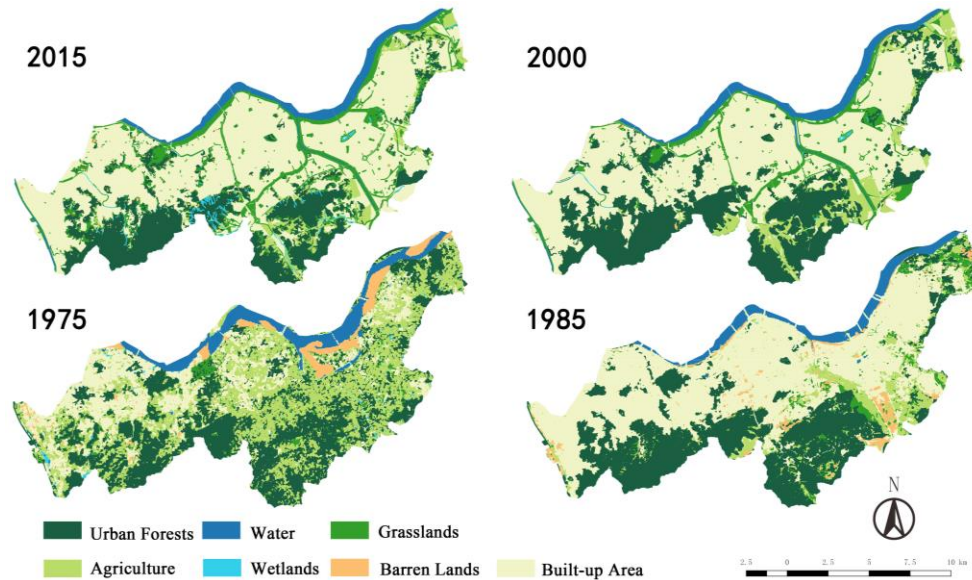 2015
2000
1975
1985
N
Urban Forests
Water
Grasslands
Agriculture
Wetlands
Barren Lands
Built-up Area
2.5 0 2.5 5 7.5 10 km